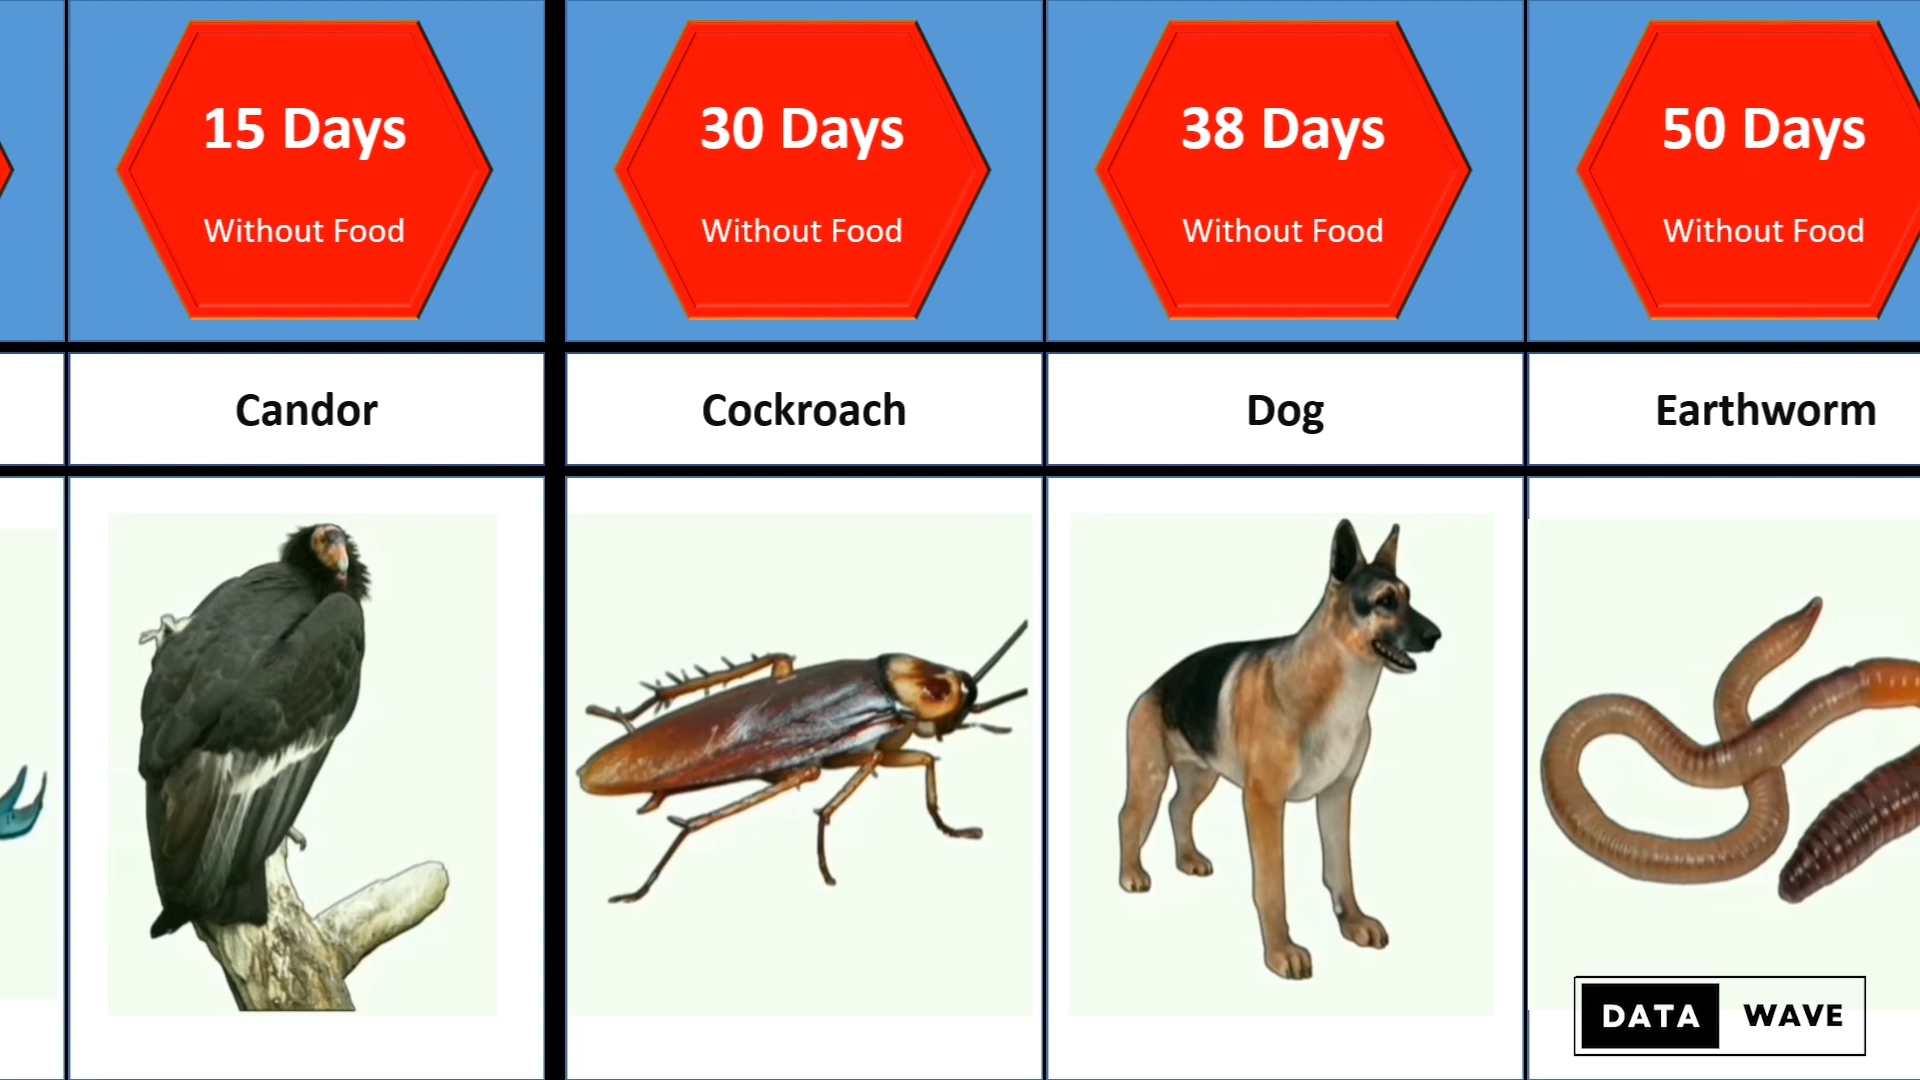 15 Days
Without Food
30 Days
Without Food
38 Days
Without Food
50 Days
Without Food
Candor
Cockroach
Dog
Earthworm
DATA WAVE